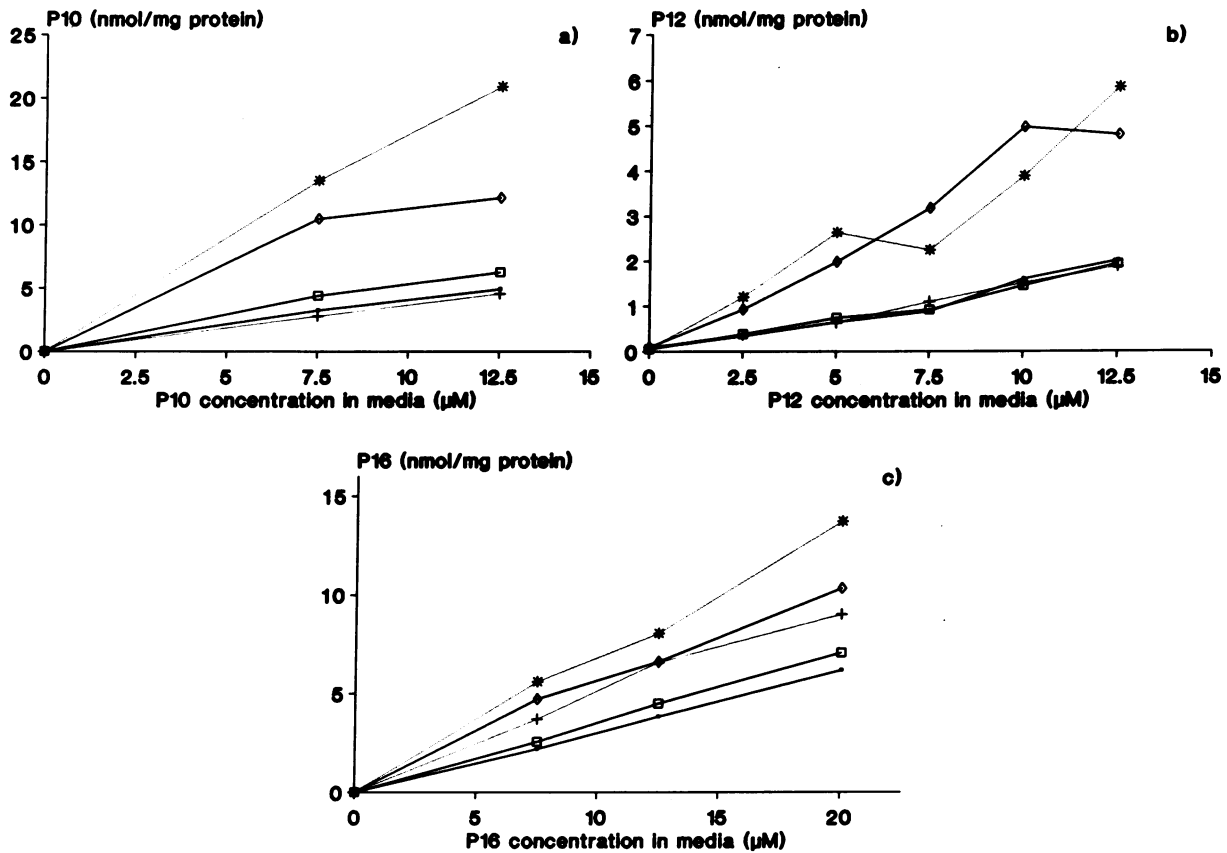 P10 (nmol/mg protein)
a)
25
20
15
10
5
0
0 2.5 5 7.5 10 12.5 15
P10 concentration in media (µM)
P12 (nmol/mg protein)
b)
7
6
5
4
3
2
1
0
0 2.5 5 7.5 10 12.5 15
P12 concentration in media (µM)
P16 (nmol/mg protein)
c)
15
10
5
0
0 5 10 15 20
P16 concentration in media (µM)